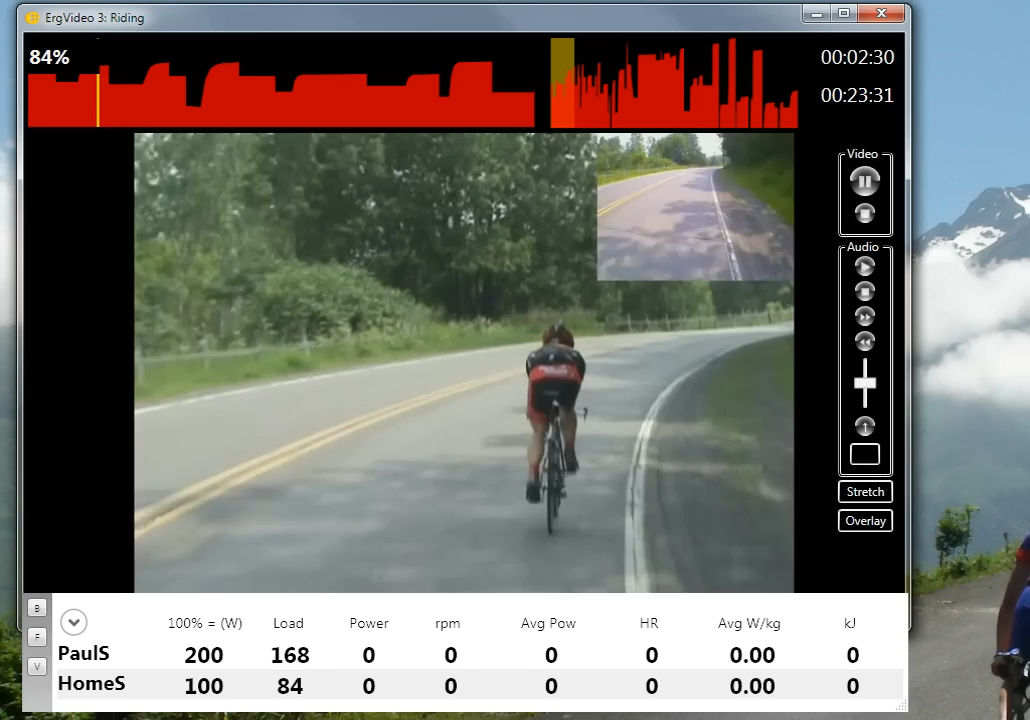 ErgVideo 3: Riding
84%
00:02:30
00:23:31
Video
Audio
Stretch
Overlay
B
F
V
100% = (W) Load Power rpm Avg Pow HR Avg W/kg kJ
PaulS 200 168 0 0 0 0 0.00 0
HomeS 100 84 0 0 0 0 0.00 0